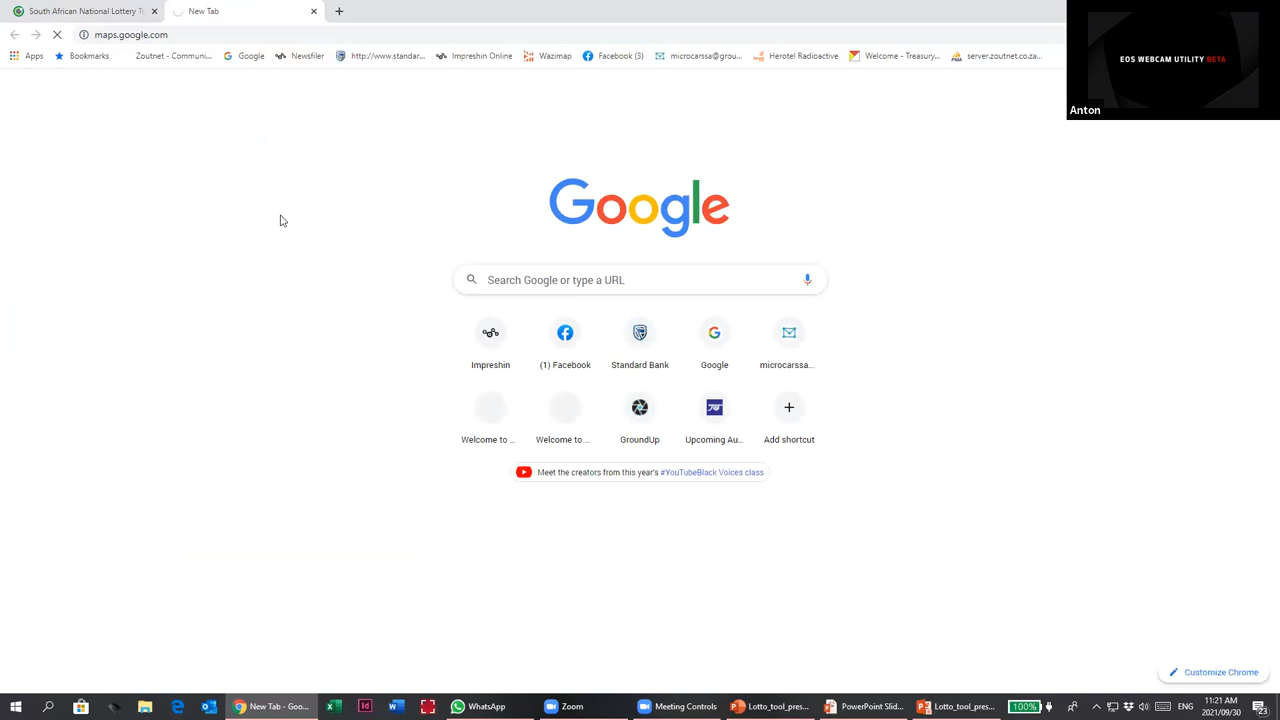 South African National Lottery To
New Tab
maps.google.com
Apps
Bookmarks
Zoutnet - Communi...
Google
Newsfiler
http://www.standar...
Impreshin Online
Wazimap
Facebook (3)
microcarssa@grou...
Herotel Radioactive
Welcome - Treasury...
server.zoutnet.co.za...
EOS WEBCAM UTILITY BETA
Anton
Google
Search Google or type a URL
Impreshin
(1) Facebook
Standard Bank
Google
microcarssa...
Welcome to ...
Welcome to ...
GroundUp
Upcoming Au...
Add shortcut
Meet the creators from this year's #YouTubeBlack Voices class
Customize Chrome
New Tab - Goo...
WhatsApp
Zoom
Meeting Controls
Lotto_tool_pres...
PowerPoint Slid...
Lotto_tool_pres...
100%
ENG
11:21 AM
2021/09/30
23